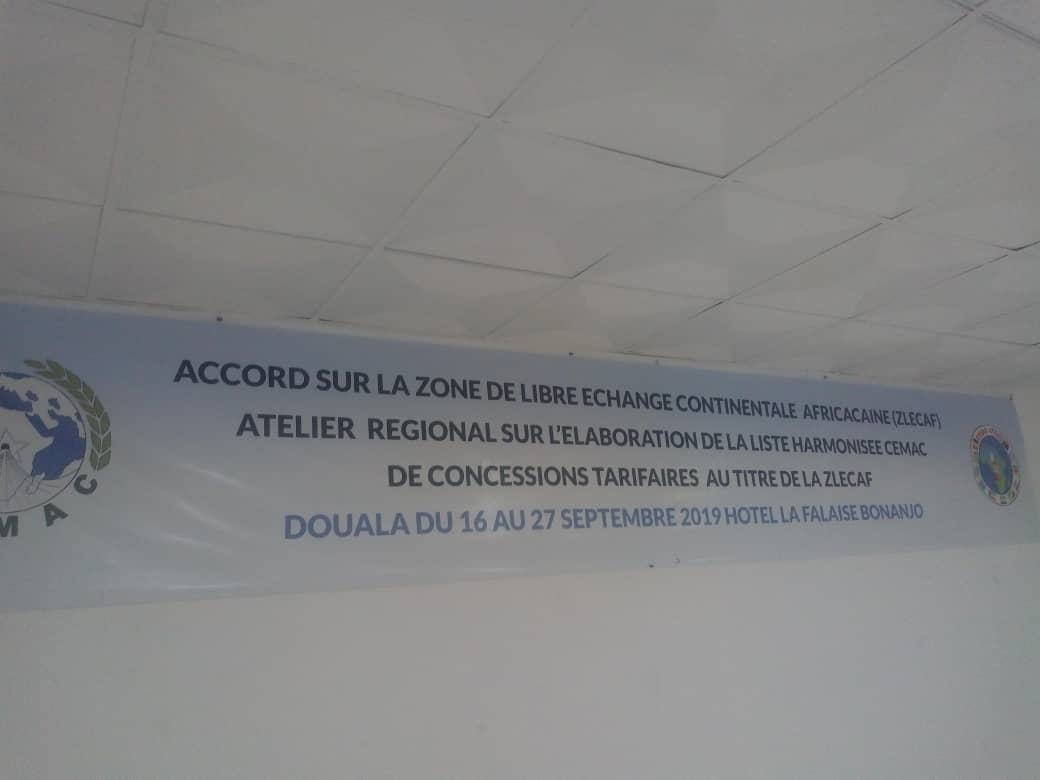 ACCORD SUR LA ZONE DE LIBRE ECHANGE CONTINENTALE AFRICACAINE (ZLECAF)
ATELIER REGIONAL SUR L'ELABORATION DE LA LISTE HARMONISEE CEMAC
DE CONCESSIONS TARIFAIRES AU TITRE DE LA ZLECAF
DOUALA DU 16 AU 27 SEPTEMBRE 2019 HOTEL LA FALAISE BONANJO
M A C